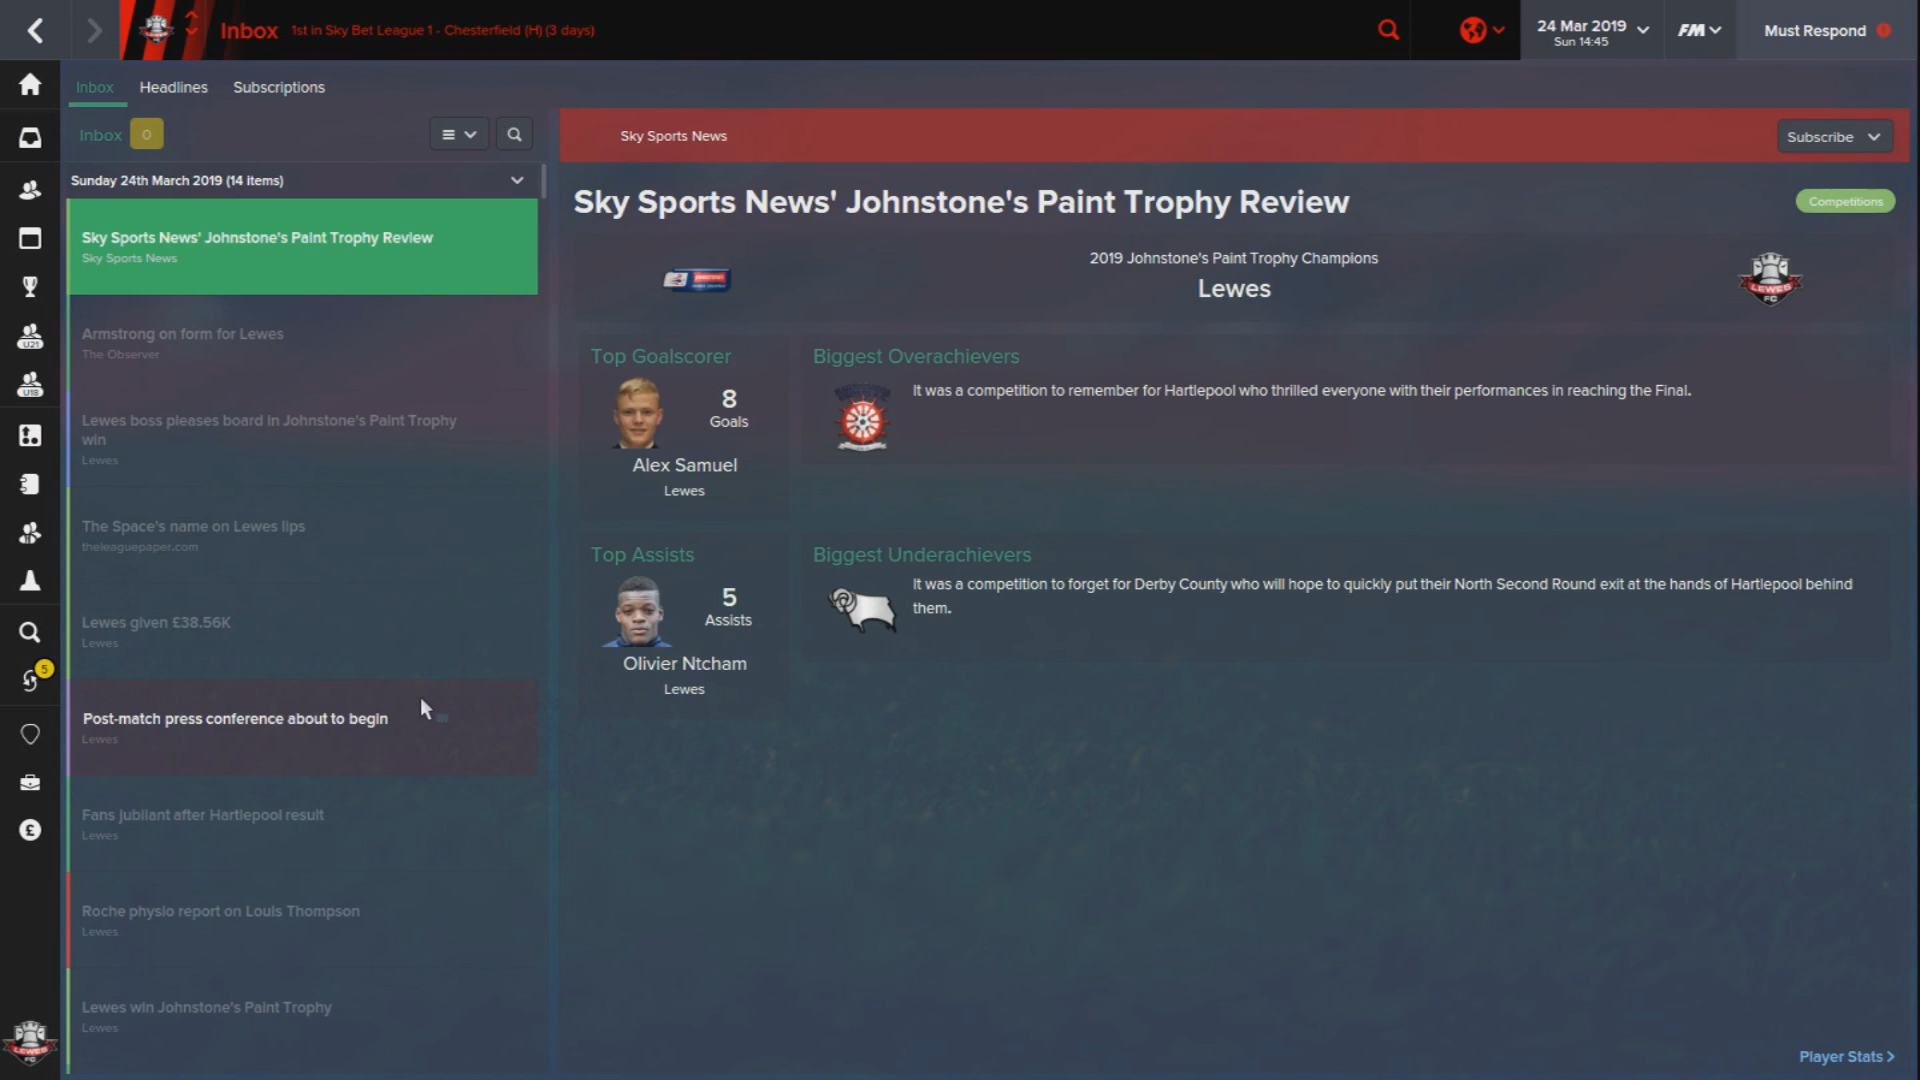 Inbox
1st in Sky Bet League 1 - Chesterfield (H) (3 days)
24 Mar 2019
Sun 14:45
FM
Must Respond
Inbox
Headlines
Subscriptions
Inbox
0
Sunday 24th March 2019 (14 items)
Sky Sports News' Johnstone's Paint Trophy Review
Sky Sports News
Armstrong on form for Lewes
The Observer
Lewes boss pleases board in Johnstone's Paint Trophy
win
Lewes
The Space's name on Lewes lips
theleaguepaper.com
Lewes given £38.56K
Lewes
Post-match press conference about to begin
Lewes
Fans jubilant after Hartlepool result
Lewes
Roche physio report on Louis Thompson
Lewes
Lewes win Johnstone's Paint Trophy
Lewes
U21
U18
5
LEWES
FC
Sky Sports News
Subscribe
Sky Sports News' Johnstone's Paint Trophy Review
Competitions
2019 Johnstone's Paint Trophy Champions
Lewes
LEWES
FC
Top Goalscorer
8
Goals
Alex Samuel
Lewes
Biggest Overachievers
It was a competition to remember for Hartlepool who thrilled everyone with their performances in reaching the Final.
Top Assists
5
Assists
Olivier Ntcham
Lewes
Biggest Underachievers
It was a competition to forget for Derby County who will hope to quickly put their North Second Round exit at the hands of Hartlepool behind
them.
Player Stats